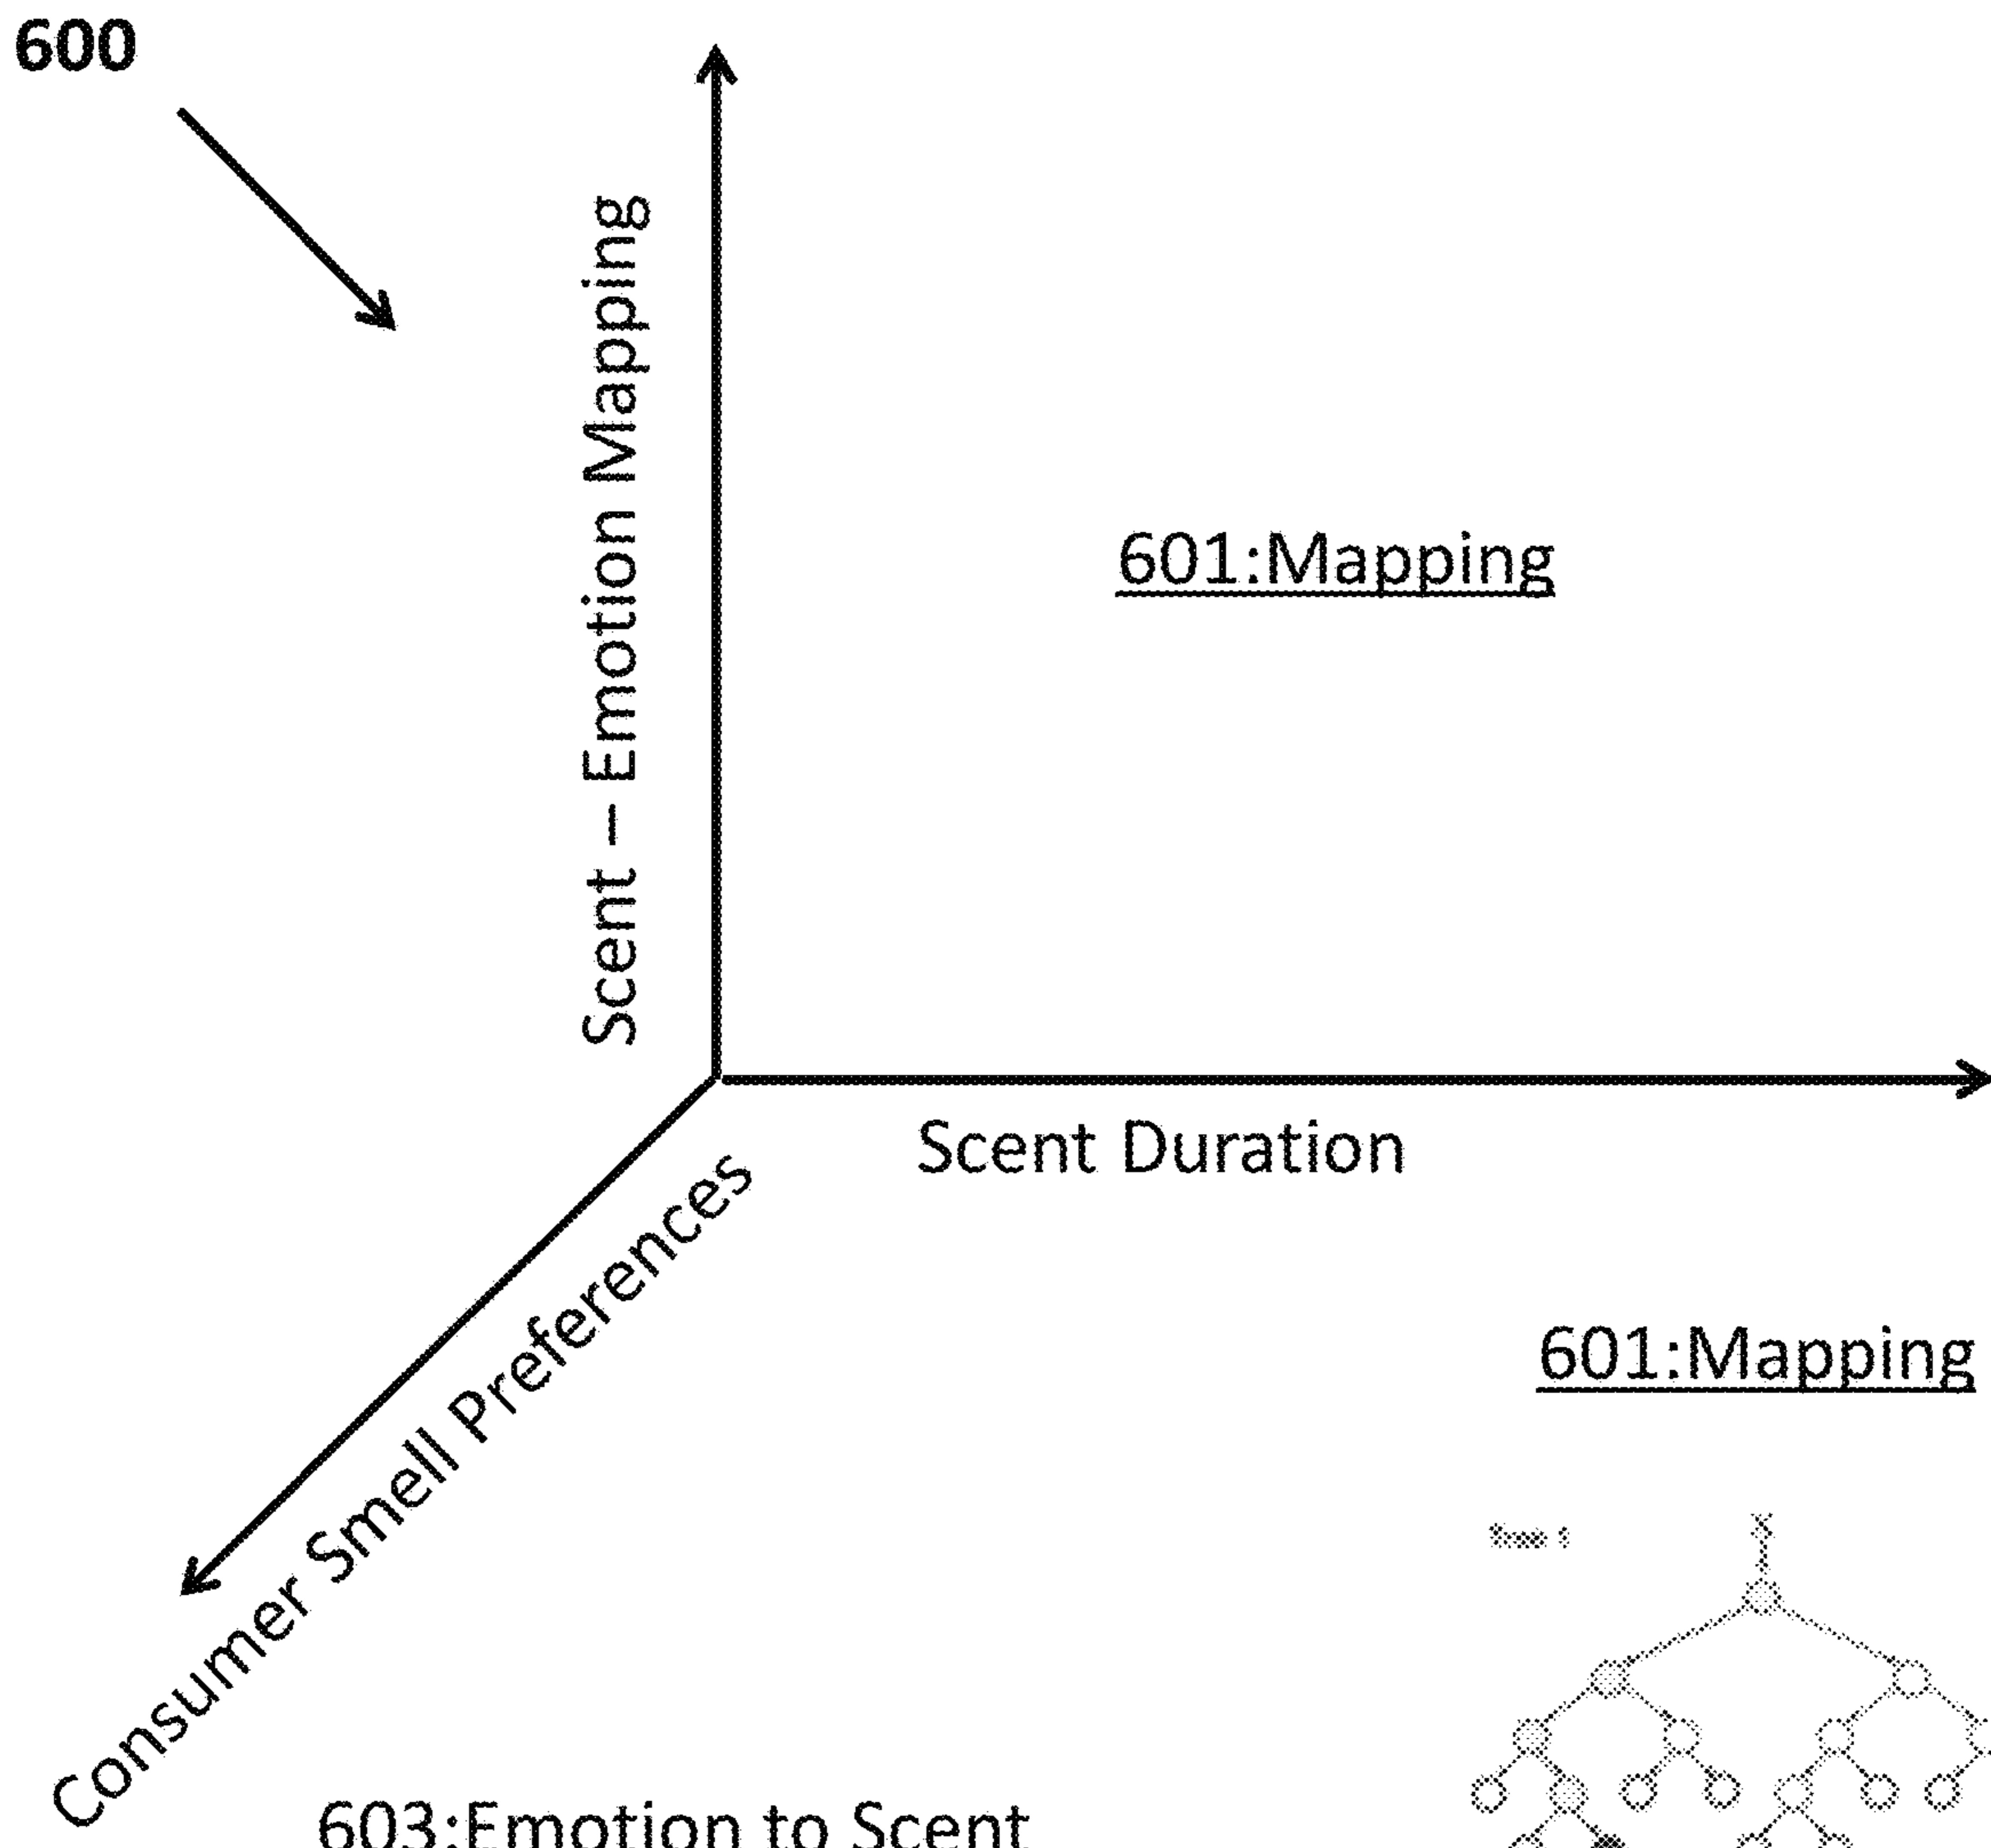 600
Scent – Emotion Mapping
601:Mapping
Scent Duration
Consumer Smell Preferences
601:Mapping
603:Emotion to Scent